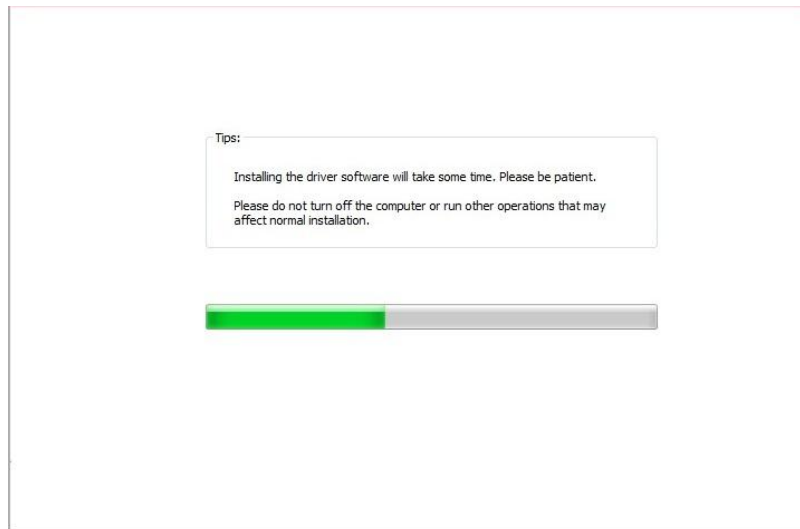 Tips:
Installing the driver software will take some time. Please be patient.
Please do not turn off the computer or run other operations that may
affect normal installation.